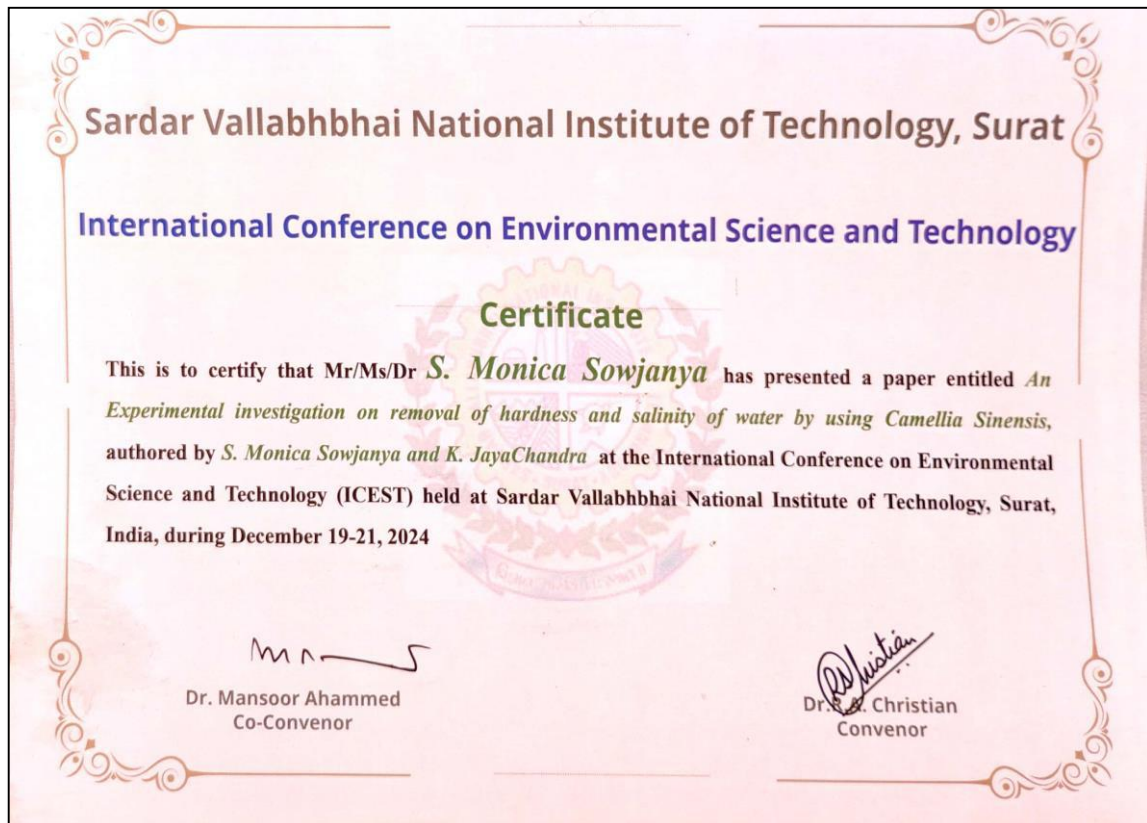 Sardar Vallabhbhai National Institute of Technology, Surat
International Conference on Environmental Science and Technology
Certificate
This is to certify that Mr/Ms/Dr S. Monica Sowjanya has presented a paper entitled An
Experimental investigation on removal of hardness and salinity of water by using Camellia Sinensis,
authored by S. Monica Sowjanya and K. JayaChandra at the International Conference on Environmental
Science and Technology (ICEST) held at Sardar Vallabhbhai National Institute of Technology, Surat,
India, during December 19-21, 2024
Dr. Mansoor Ahammed
Co-Convenor
Christian
Dr. Christian
Convenor